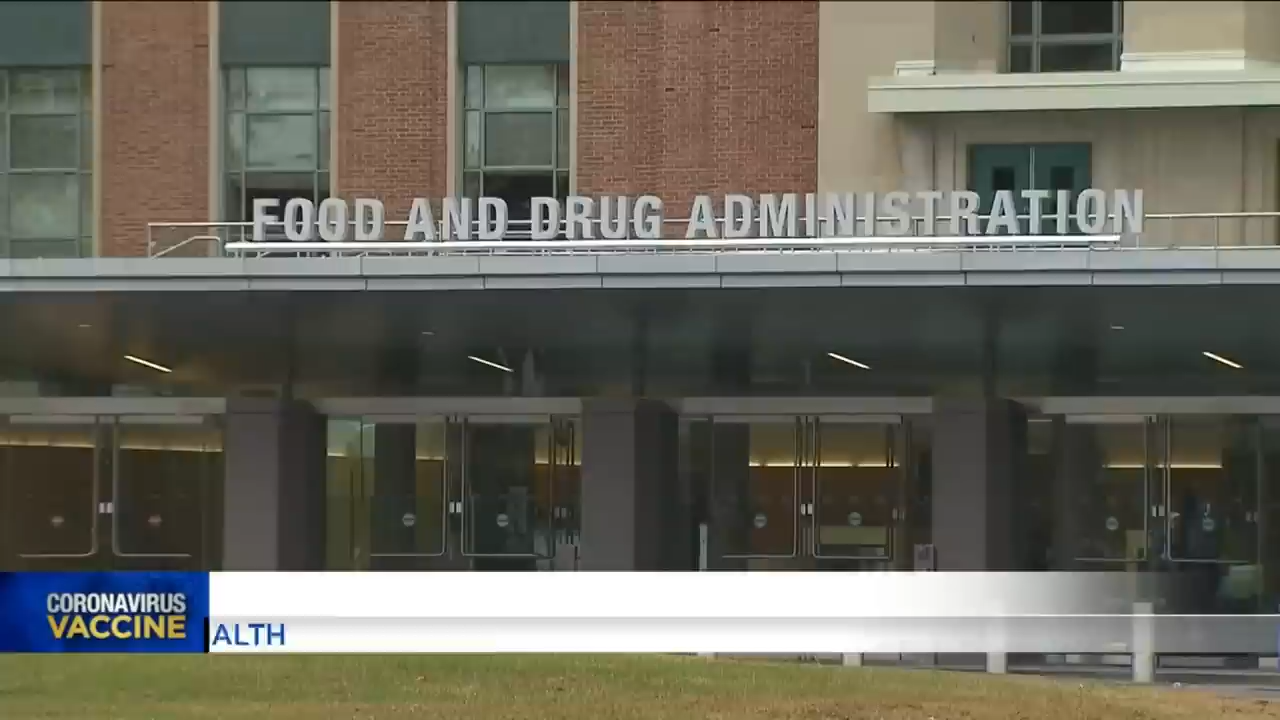 FOOD AND DRUG ADMINISTRATION
CORONAVIRUS
VACCINE
ALTH